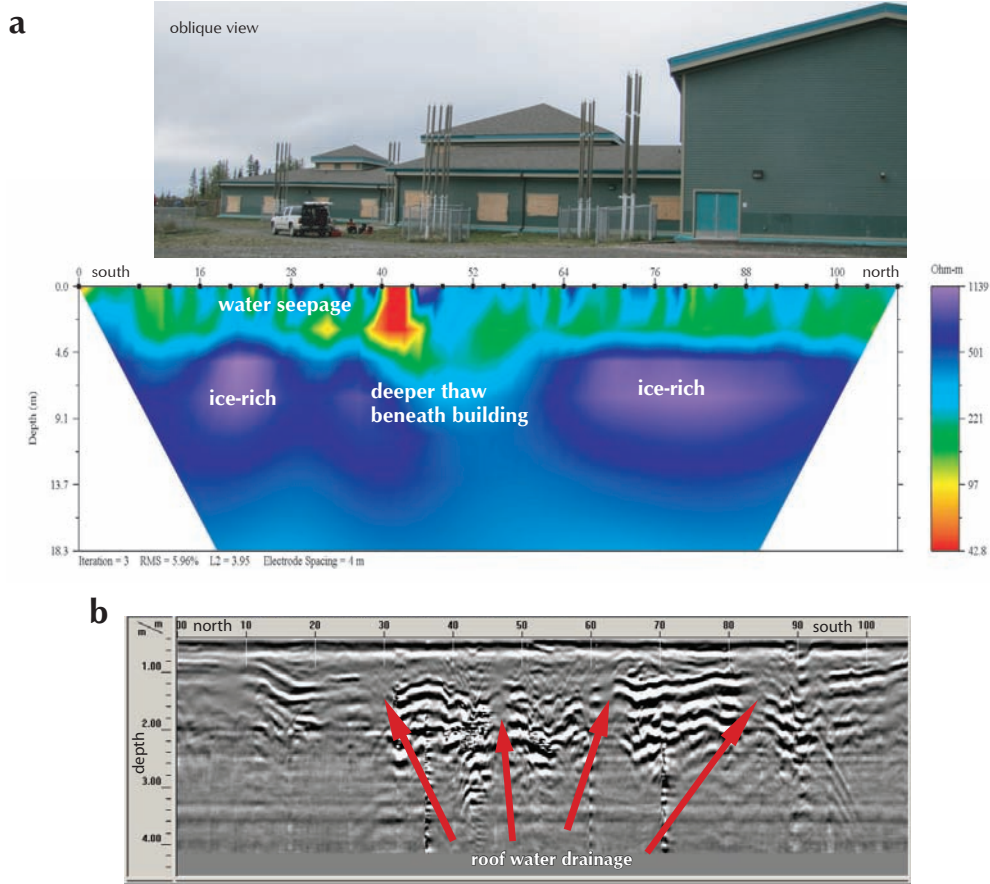 a
oblique view
0 south 16 28 40 52 64 76 88 100 north
Ohm-m
0.0
4.6
9.1
13.7
18.3
Depth (m)
water seepage
ice-rich
deeper thaw
beneath building
ice-rich
1139
501
221
97
42.8
Iteration = 3 RMS = 5.96% L2 = 3.95 Electrode Spacing = 4 m
b
m m
00 north 10 20 30 40 50 60 70 80 south 90 100
1.00
2.00
3.00
4.00
depth
roof water drainage